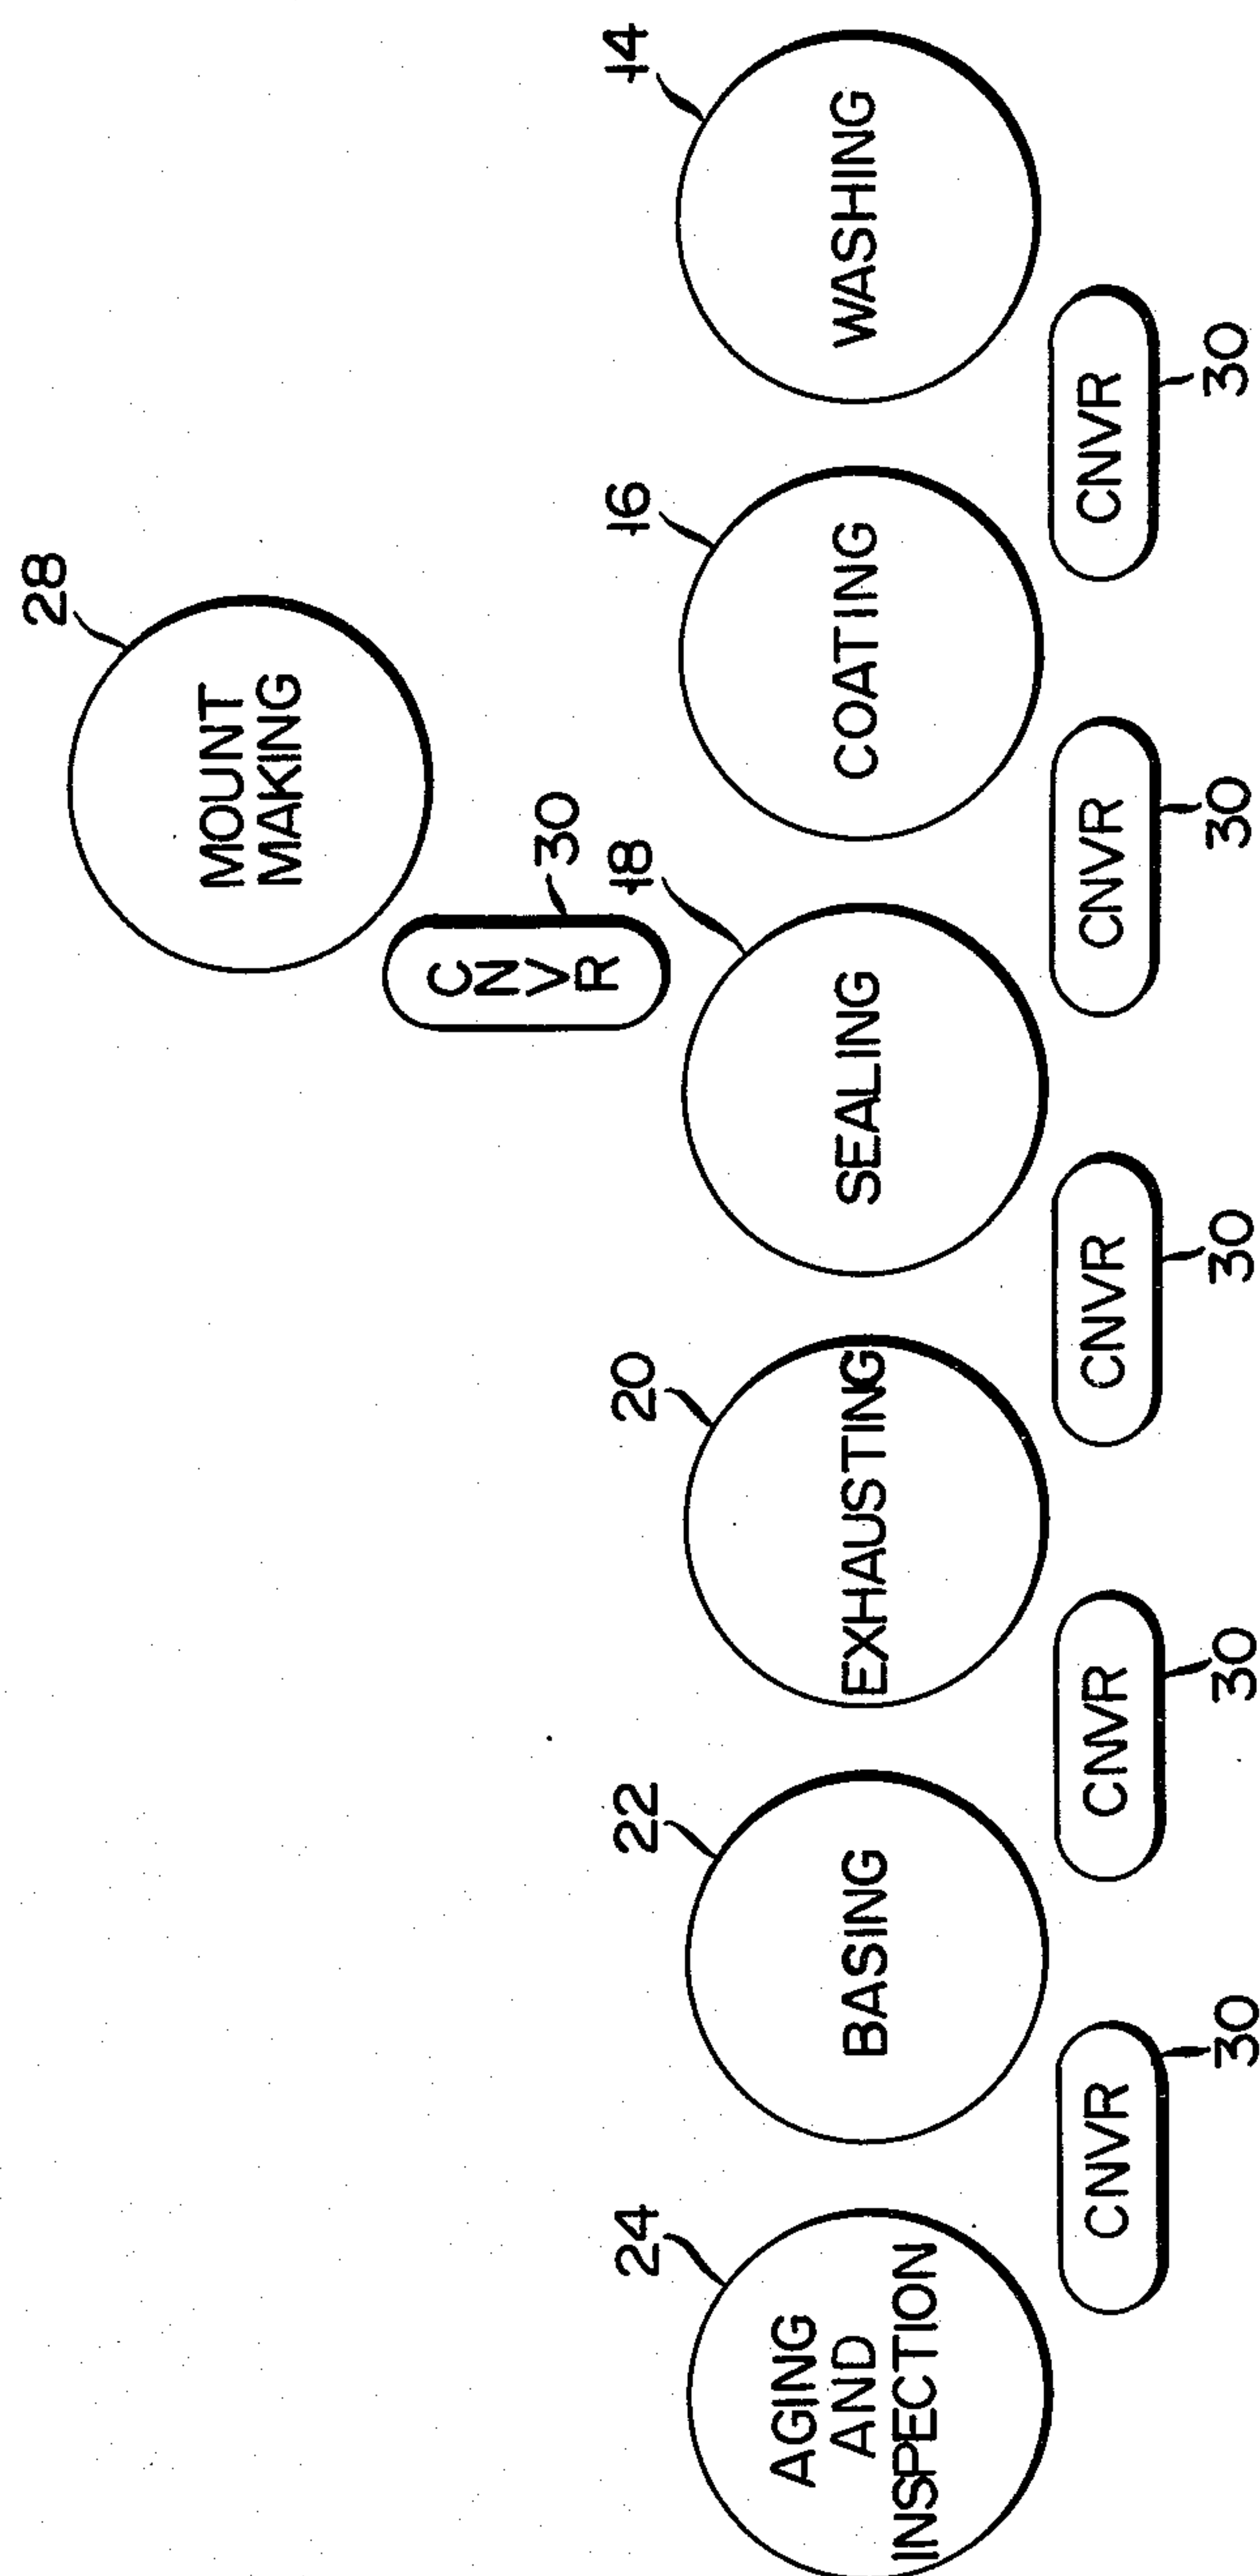 28
MOUNT
MAKING
30
CNVR
24
22
20
18
16
14
AGING
AND
INSPECTION
BASING
EXHAUSTING
SEALING
COATING
WASHING
CNVR
CNVR
CNVR
CNVR
CNVR
30
30
30
30
30